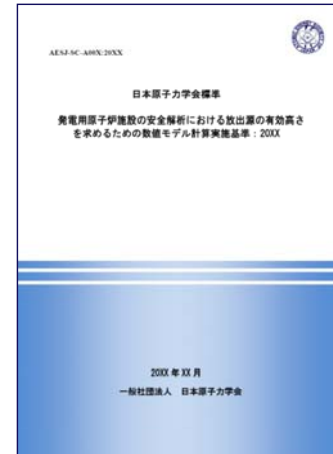 AESJ-SC-A00X:20XX
日本原子力学会標準
発電用原子炉施設の安全解析における放出源の有効高さ
を求めるための数値モデル計算実施基準：20XX
20XX 年 XX 月
一般社団法人　日本原子力学会